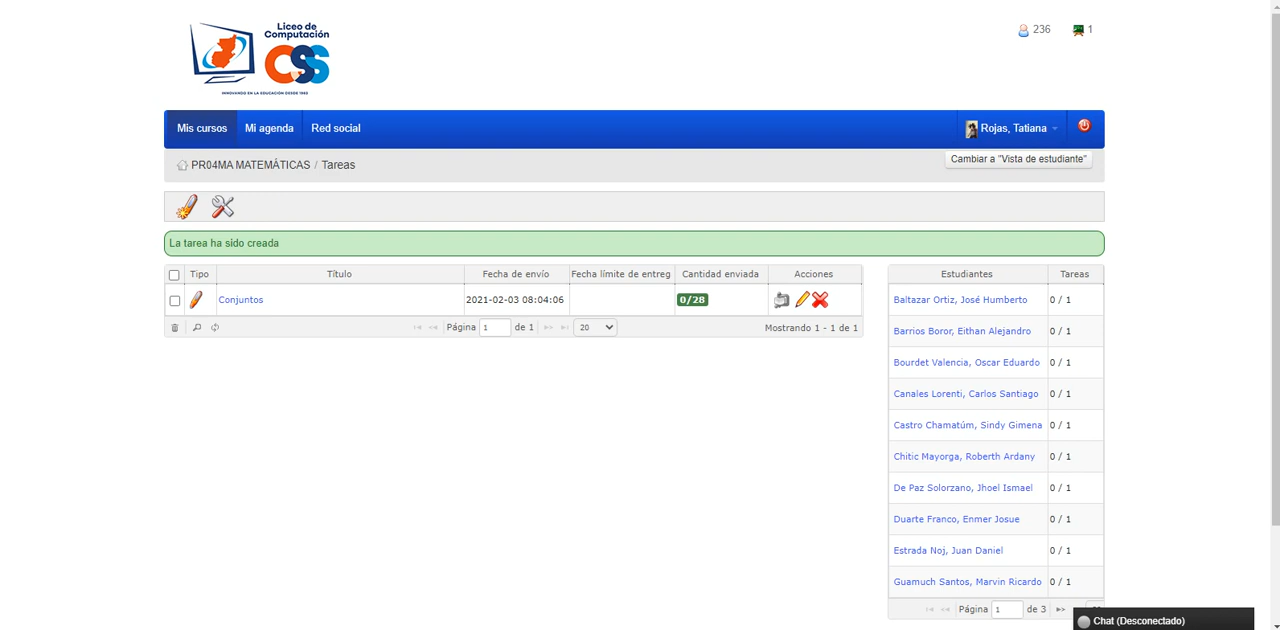 Liceo de
Computación
CSS
INNOVANDO EN LA EDUCACIÓN DESDE 1983
236
1
Mis cursos
Mi agenda
Red social
Rojas, Tatiana
PR04MA MATEMÁTICAS / Tareas
Cambiar a "Vista de estudiante"
La tarea ha sido creada
Tipo Título Fecha de envío Fecha límite de entreg Cantidad enviada Acciones
Conjuntos 2021-02-03 08:04:06 0/28
Página 1 de 1 20 Mostrando 1 - 1 de 1
Estudiantes Tareas
Baltazar Ortiz, José Humberto 0 / 1
Barrios Boror, Eithan Alejandro 0 / 1
Bourdet Valencia, Oscar Eduardo 0 / 1
Canales Lorenti, Carlos Santiago 0 / 1
Castro Chamatúm, Sindy Gimena 0 / 1
Chitic Mayorga, Roberth Ardany 0 / 1
De Paz Solorzano, Jhoel Ismael 0 / 1
Duarte Franco, Enmer Josue 0 / 1
Estrada Noj, Juan Daniel 0 / 1
Guamuch Santos, Marvin Ricardo 0 / 1
Página 1 de 3
Chat (Desconectado)